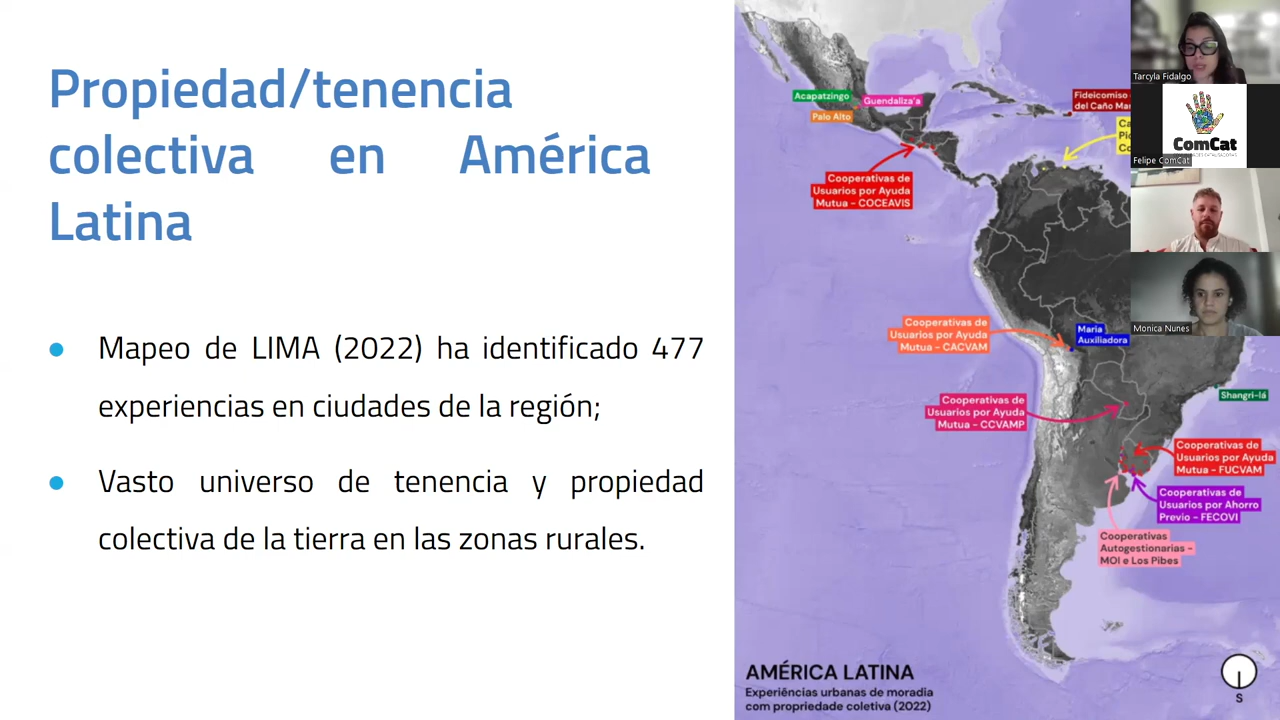 Propiedad/tenencia
colectiva en América
Latina
Mapeo de LIMA (2022) ha identificado 477
experiencias en ciudades de la región;
Vasto universo de tenencia y propiedad
colectiva de la tierra en las zonas rurales.
Acapatzingo
Guendaliza'a
Palo Alto
Fideicomiso
del Caño Mar
Ca
Pio
Co
Cooperativas de
Usuarios por Ayuda
Mutua - COCEAVIS
Cooperativas de
Usuarios por Ayuda
Mutua - CACVAM
Maria
Auxiliadora
Cooperativas de
Usuarios por Ayuda
Mutua - CCVAMP
Shangri-lá
Cooperativas de
Usuarios por Ayuda
Mutua - FUCVAM
Cooperativas de
Usuarios por Ahorro
Previo - FECOVI
Cooperativas
Autogestionarias -
MOI e Los Pibes
AMÉRICA LATINA
Experiências urbanas de moradia
com propriedade coletiva (2022)
S
Tarcyla Fidalgo
ComCat
Felipe ComCat
Monica Nunes